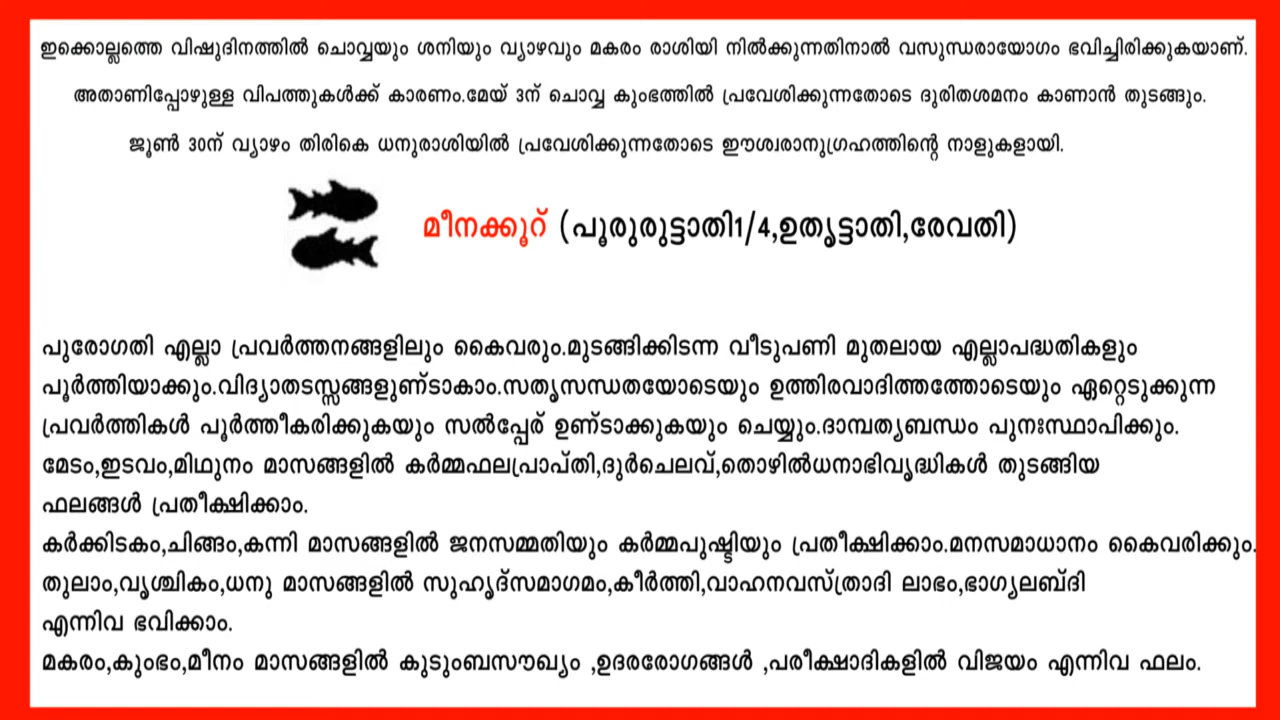 ഇക്കൊല്ലത്തെ വിഷുദിനത്തിൽ ചൊവ്വയും ശനിയും വ്യാഴവും മകരം രാശിയി നിൽക്കുന്നതിനാൽ വസുന്ധരായോഗം ഭവിച്ചിരിക്കുകയാണ്.
അതാണിപ്പോഴുള്ള വിപത്തുകൾക്ക് കാരണം.മേയ് 3ന് ചൊവ്വ കുംഭത്തിൽ പ്രവേശിക്കുന്നതോടെ ദുരിതശമനം കാണാൻ തുടങ്ങും.
ജൂൺ 30ന് വ്യാഴം തിരികെ ധനുരാശിയിൽ പ്രവേശിക്കുന്നതോടെ ഈശ്വരാനുഗ്രഹത്തിന്റെ നാളുകളായി.
മീനക്കൂറ് (പൂരുരുട്ടാതി1/4,ഉതൃട്ടാതി,രേവതി)
പുരോഗതി എല്ലാ പ്രവർത്തനങ്ങളിലും കൈവരും.മുടങ്ങിക്കിടന്ന വീടുപണി മുതലായ എല്ലാപദ്ധതികളും
പൂർത്തിയാക്കും.വിദ്യാതടസ്സങ്ങളുണ്ടാകാം.സതൃസന്ധതയോടെയും ഉത്തിരവാദിത്തത്തോടെയും ഏറ്റെടുക്കുന്ന
പ്രവർത്തികൾ പൂർത്തീകരിക്കുകയും സൽപ്പേര് ഉണ്ടാക്കുകയും ചെയ്യും.ദാമ്പത്യബന്ധം പുനഃസ്ഥാപിക്കും.
മേടം,ഇടവം,മിഥുനം മാസങ്ങളിൽ കർമ്മഫലപ്രാപ്തി,ദുർചെലവ്,തൊഴിൽധനാഭിവൃദ്ധികൾ തുടങ്ങിയ
ഫലങ്ങൾ പ്രതീക്ഷിക്കാം.
കർക്കിടകം,ചിങ്ങം,കന്നി മാസങ്ങളിൽ ജനസമ്മതിയും കർമ്മപുഷ്ടിയും പ്രതീക്ഷിക്കാം.മനസമാധാനം കൈവരിക്കും.
തുലാം,വൃശ്ചികം,ധനു മാസങ്ങളിൽ സുഹൃദ്സമാഗമം,കീർത്തി,വാഹനവസ്ത്രാദി ലാഭം,ഭാഗ്യലബ്ദി
എന്നിവ ഭവിക്കാം.
മകരം,കുംഭം,മീനം മാസങ്ങളിൽ കുടുംബസൗഖ്യം ,ഉദരരോഗങ്ങൾ ,പരീക്ഷാദികളിൽ വിജയം എന്നിവ ഫലം.